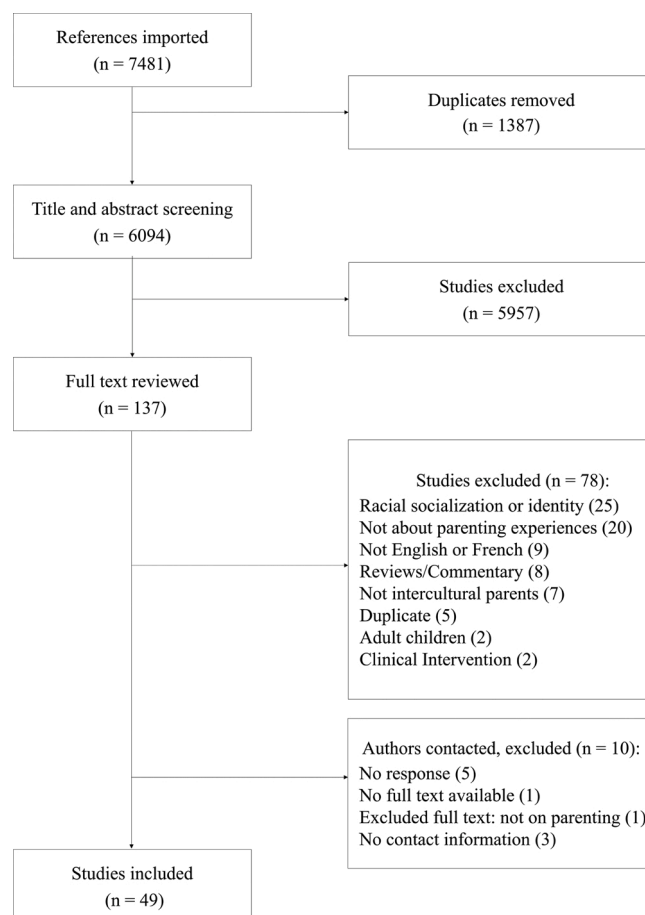 References imported
(n = 7481)
Duplicates removed
(n = 1387)
Title and abstract screening
(n = 6094)
Studies excluded
(n = 5957)
Full text reviewed
(n = 137)
Studies excluded (n = 78):
Racial socialization or identity (25)
Not about parenting experiences (20)
Not English or French (9)
Reviews/Commentary (8)
Not intercultural parents (7)
Duplicate (5)
Adult children (2)
Clinical Intervention (2)
Authors contacted, excluded (n = 10):
No response (5)
No full text available (1)
Excluded full text: not on parenting (1)
No contact information (3)
Studies included
(n = 49)